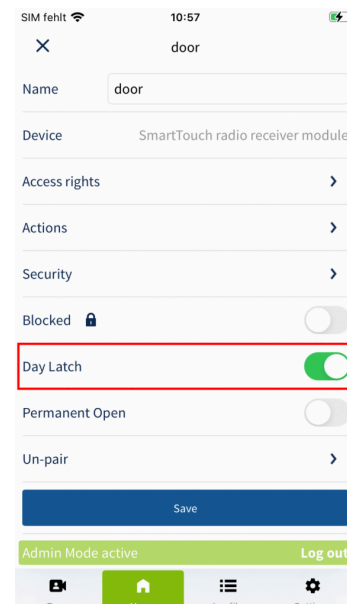 SIM fehlt 10:57
door
Name door
Device SmartTouch radio receiver module
Access rights
Actions
Security
Blocked
Day Latch
Permanent Open
Un-pair
Save
Admin Mode active Log out